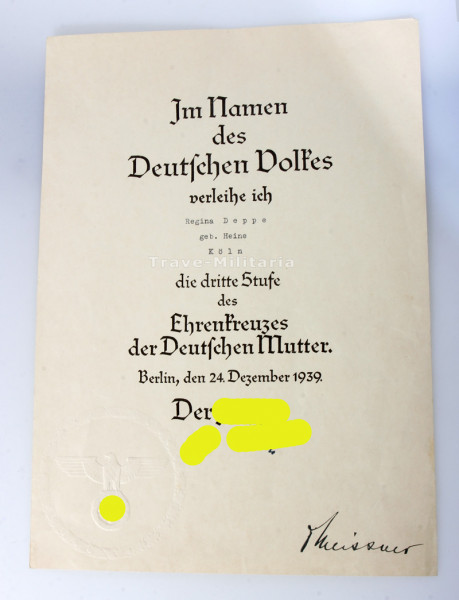 Im Namen
des
Deutschen Volkes
verleihe ich
Regina Deppe
geb. Heins
Köln
Trave-Militaria
die dritte Stufe
des
Ehrenkreuzes
der Deutschen Mutter.
Berlin, den 24. Dezember 1939.
Der
Meissner